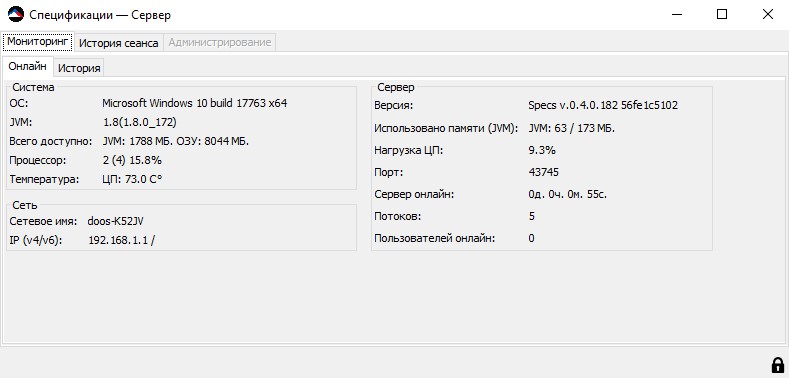 Спецификации — Сервер
Мониторинг История сеанса Администрирование
Онлайн История
Система
ОС: Microsoft Windows 10 build 17763 x64
JVM: 1.8(1.8.0_172)
Всего доступно: JVM: 1788 МБ. ОЗУ: 8044 МБ.
Процессор: 2 (4) 15.8%
Температура: ЦП: 73.0 C°
Сеть
Сетевое имя: doos-K52JV
IP (v4/v6): 192.168.1.1 /
Сервер
Версия: Specs v.0.4.0.182 56fe1c5102
Использовано памяти (JVM): JVM: 63 / 173 МБ.
Нагрузка ЦП: 9.3%
Порт: 43745
Сервер онлайн: 0д. 0ч. 0м. 55с.
Потоков: 5
Пользователей онлайн: 0